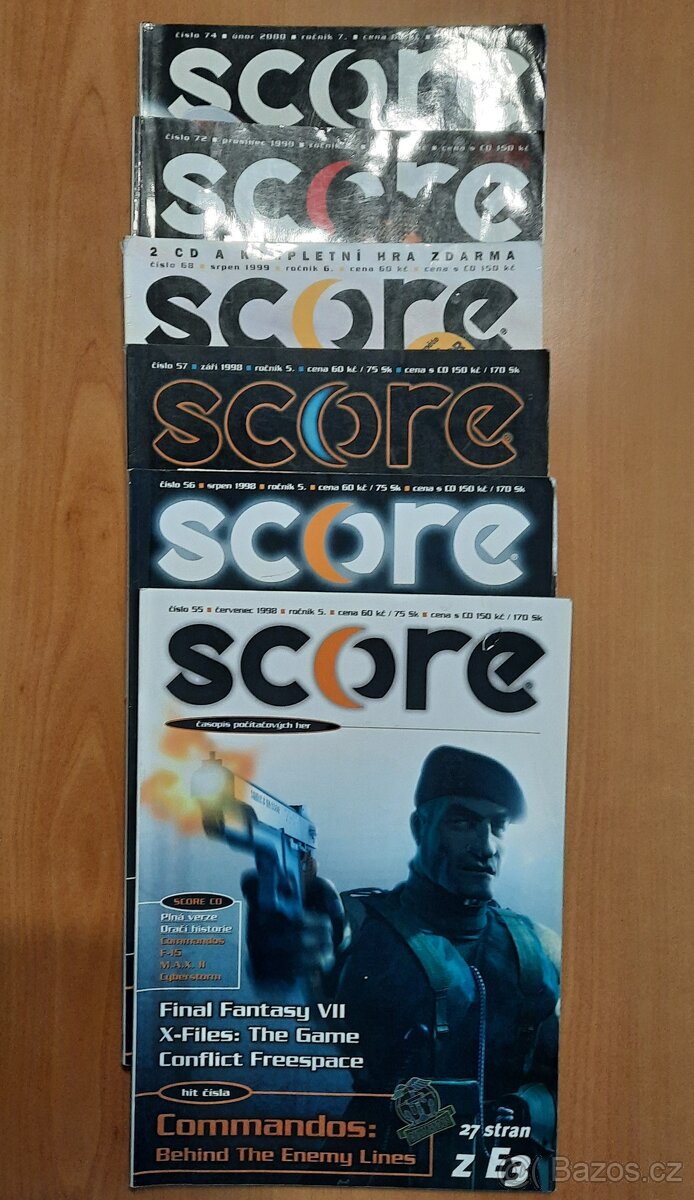 číslo 74 ■ únor 2000 ■ ročník 7. ■ cena
score
číslo 72 ■ prosinec 1999 ■ cena s CD 150 kč
score
2 CD A KOMPLETNÍ HRA ZDARMA
číslo 68 ■ srpen 1999 ■ ročník 6. ■ cena 60 kč ■ cena s CD 150 kč
score®
číslo 57 ■ září 1998 ■ ročník 5. ■ cena 60 kč / 75 Sk ■ cena s CD 150 kč / 170 Sk
score®
číslo 56 ■ srpen 1998 ■ ročník 5. ■ cena 60 kč / 75 Sk ■ cena s CD 150 kč / 170 Sk
score®
číslo 55 ■ červenec 1998 ■ ročník 5. ■ cena 60 kč / 75 Sk ■ cena s CD 150 kč / 170 Sk
score®
časopis počítačových her
SCORE CD
Plná verze
Dračí historie
Commandos
F-15
M.A.X. II
Cyberstorm
Final Fantasy VII
X-Files: The Game
Conflict Freespace
hit čísla
Commandos:
Behind The Enemy Lines
27 stran
z E3
Bazos.cz